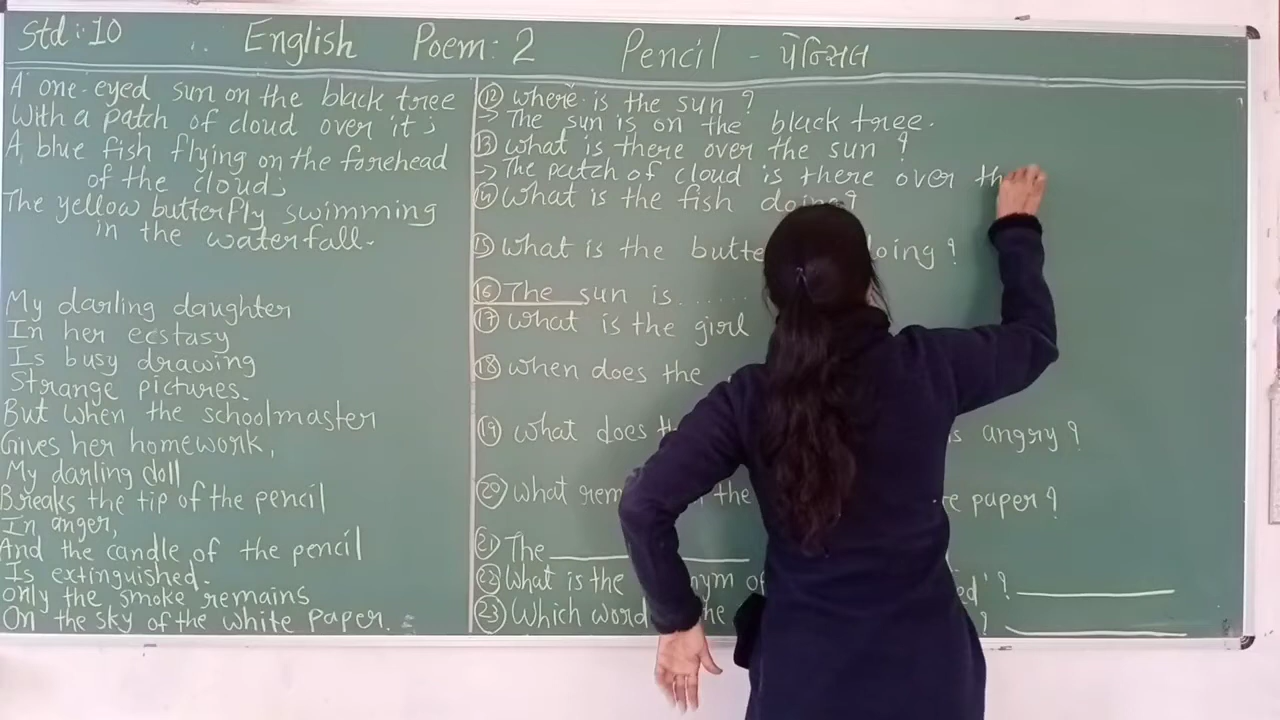 Std: 10 English Poem: 2 Pencil - પેન્સિલ
A one-eyed sun on the black tree
With a patch of cloud over it;
A blue fish flying on the forehead
of the cloud;
The yellow butterfly swimming
in the waterfall.
My darling daughter
In her ecstasy
Is busy drawing
Strange pictures.
But when the schoolmaster
Gives her homework,
My darling doll
Breaks the tip of the pencil
In anger,
And the candle of the pencil
Is extinguished.
only the smoke remains
On the sky of the white paper.
⑫ where is the sun ?
→ The sun is on the black tree.
⑬ what is there over the sun ?
→ The patch of cloud is there over th
⑭ What is the fish doing?
⑮ What is the butte oing ?
⑯ The sun is......
⑰ what is the girl
⑱ when does the
⑲ what does is angry ?
⑳ What rem the paper ?
㉑ The ______
㉒ What is the nym of ed' ? ______
㉓ Which word the ? ______